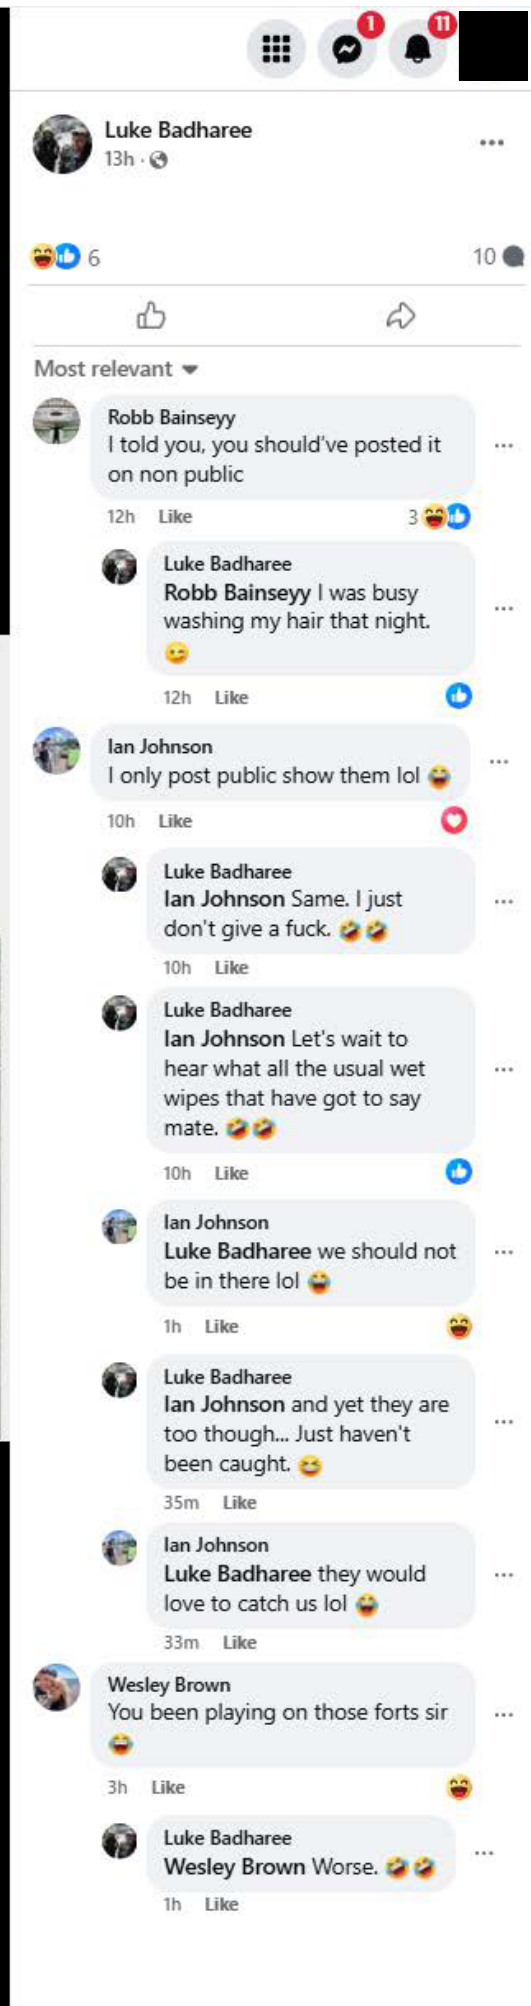 1
11
Luke Badharee
13h ·
6
10
Most relevant
Robb Bainseyy
I told you, you should've posted it
on non public
12h Like
3
Luke Badharee
Robb Bainseyy I was busy
washing my hair that night.
😉
12h Like
Ian Johnson
I only post public show them lol 😂
10h Like
Luke Badharee
Ian Johnson Same. I just
don't give a fuck. 🤣🤣
10h Like
Luke Badharee
Ian Johnson Let's wait to
hear what all the usual wet
wipes that have got to say
mate. 🤣🤣
10h Like
Ian Johnson
Luke Badharee we should not
be in there lol 😂
1h Like
Luke Badharee
Ian Johnson and yet they are
too though... Just haven't
been caught. 😆
35m Like
Ian Johnson
Luke Badharee they would
love to catch us lol 😂
33m Like
Wesley Brown
You been playing on those forts sir
😂
3h Like
Luke Badharee
Wesley Brown Worse. 🤣🤣
1h Like